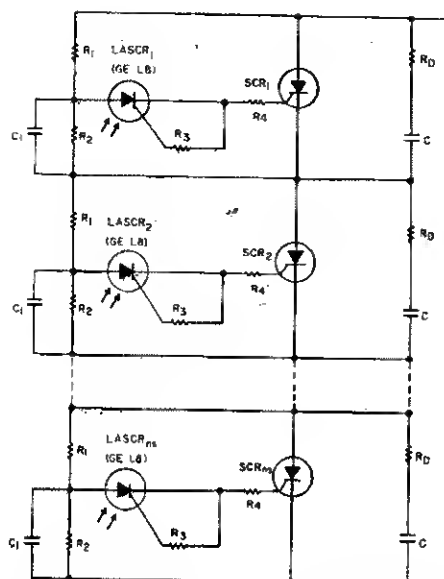 R1
LASCR1
(GE L8)
SCR1
RD
C1
R2
R3
R4
C
R1
LASCR2
(GE L8)
SCR2
RD
C1
R2
R3
R4
C
R1
LASCRns
(GE L8)
SCRns
RD
C1
R2
R3
R4
C